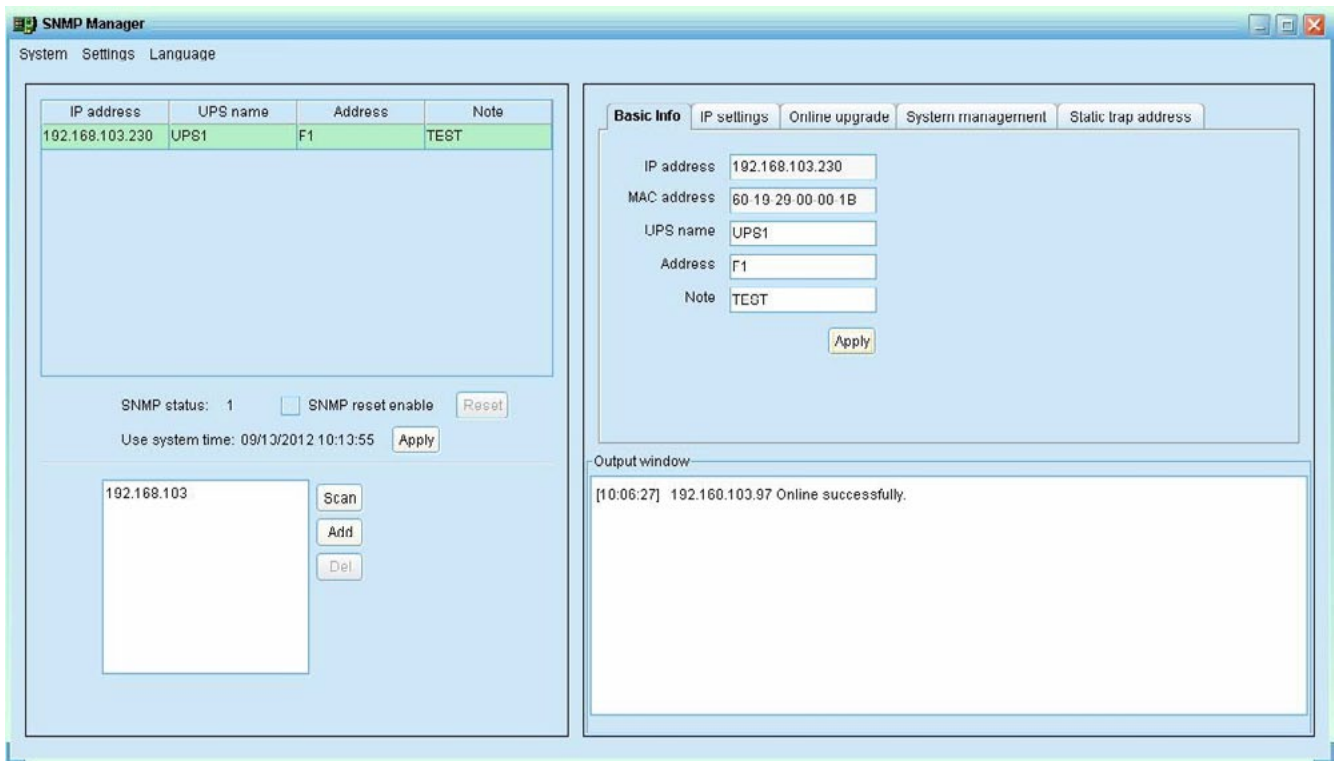 SNMP Manager
System Settings Language
IP address UPS name Address Note
192.168.103.230 UPS1 F1 TEST
SNMP status: 1 SNMP reset enable Reset
Use system time: 09/13/2012 10:13:55 Apply
192.168.103
Scan
Add
Del
Basic Info IP settings Online upgrade System management Static trap address
IP address 192.168.103.230
MAC address 60-19-29-00-00-1B
UPS name UPS1
Address F1
Note TEST
Apply
Output window
[10:06:27] 192.160.103.97 Online successfully.